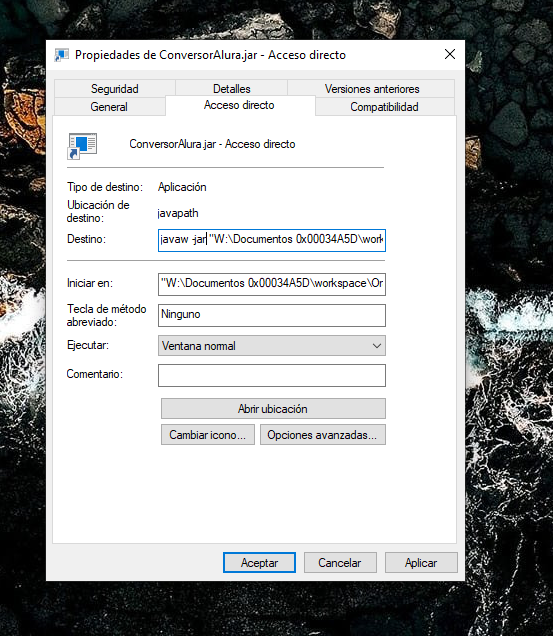 Propiedades de ConversorAlura.jar - Acceso directo
Seguridad Detalles Versiones anteriores
General Acceso directo Compatibilidad
ConversorAlura.jar - Acceso directo
Tipo de destino: Aplicación
Ubicación de
destino: javapath
Destino: javaw -jar "W:\Documentos 0x00034A5D\work
Iniciar en: "W:\Documentos 0x00034A5D\workspace\Or
Tecla de método
abreviado: Ninguno
Ejecutar: Ventana normal
Comentario:
Abrir ubicación
Cambiar icono... Opciones avanzadas...
Aceptar Cancelar Aplicar